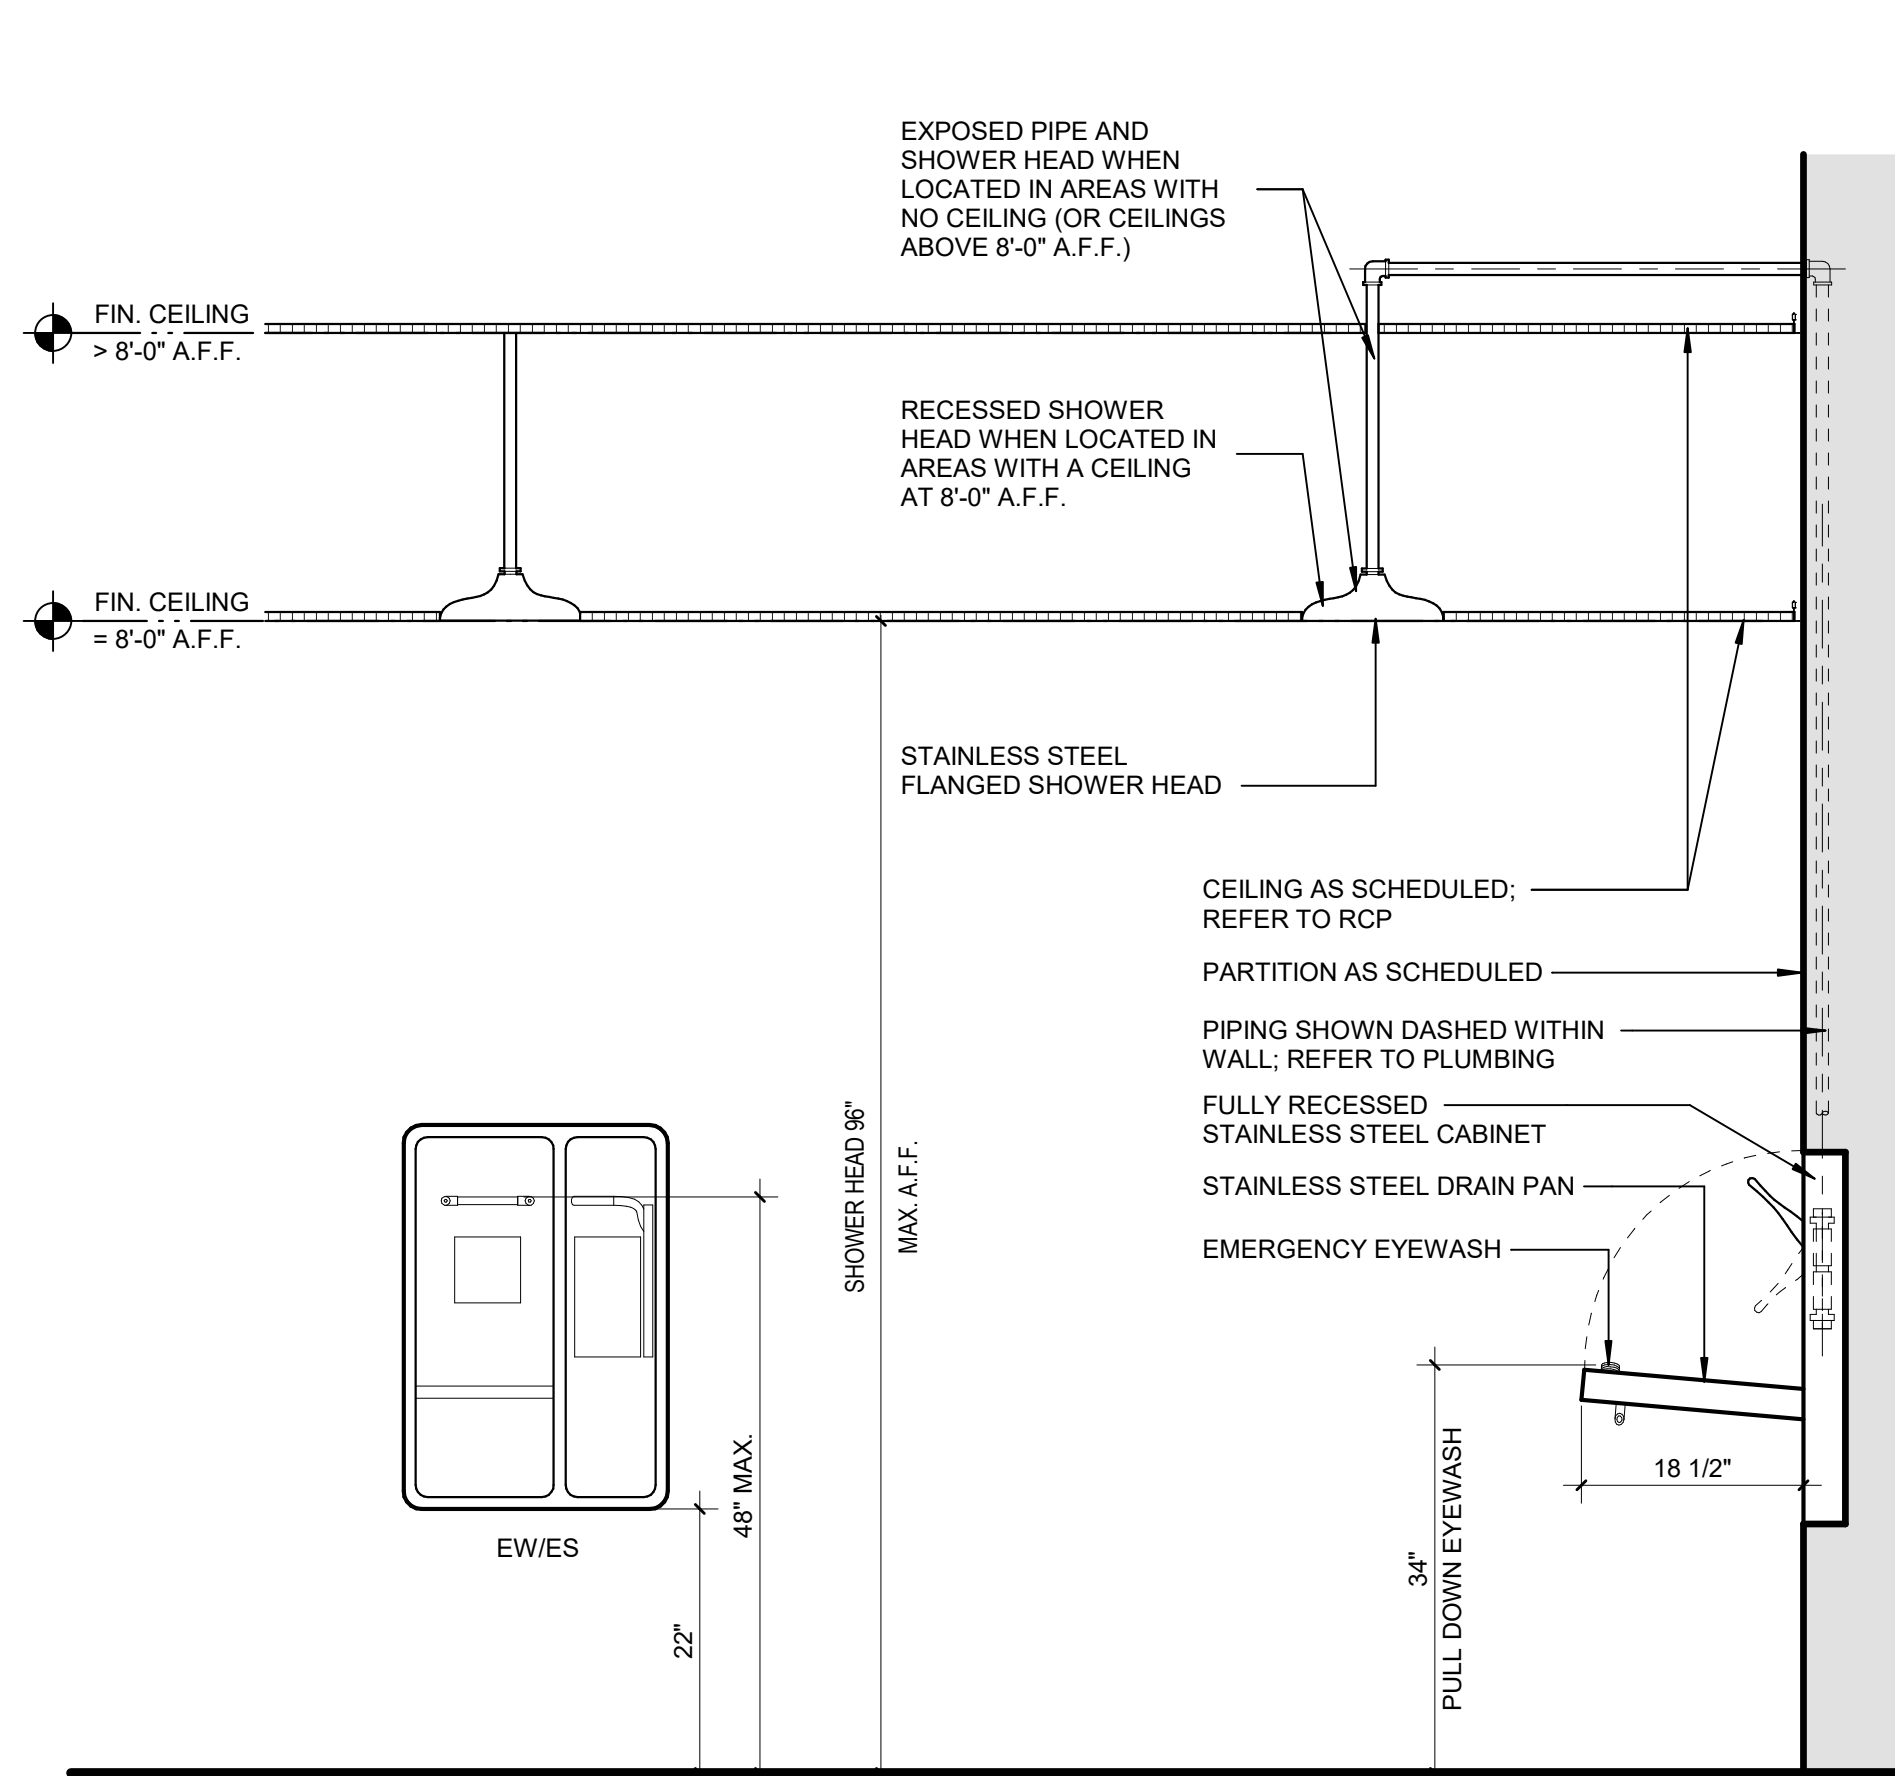 EXPOSED PIPE AND
SHOWER HEAD WHEN
LOCATED IN AREAS WITH
NO CEILING (OR CEILINGS
ABOVE 8'-0" A.F.F.)
FIN. CEILING
> 8'-0" A.F.F.
RECESSED SHOWER
HEAD WHEN LOCATED IN
AREAS WITH A CEILING
AT 8'-0" A.F.F.
FIN. CEILING
= 8'-0" A.F.F.
STAINLESS STEEL
FLANGED SHOWER HEAD
CEILING AS SCHEDULED;
REFER TO RCP
PARTITION AS SCHEDULED
PIPING SHOWN DASHED WITHIN
WALL; REFER TO PLUMBING
FULLY RECESSED
STAINLESS STEEL CABINET
STAINLESS STEEL DRAIN PAN
EMERGENCY EYEWASH
SHOWER HEAD 96"
MAX. A.F.F.
48" MAX.
22"
EW/ES
18 1/2"
34"
PULL DOWN EYEWASH